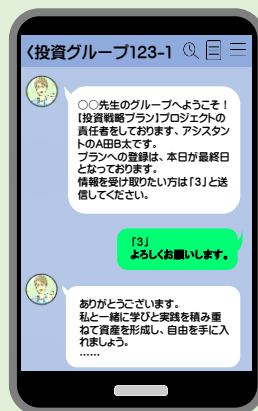 〈投資グループ123-1
○○先生のグループへようこそ！
【投資戦略プラン】プロジェクトの
責任者をしております、アシスタン
トのA田B太です。
プランへの登録は、本日が最終日
となっております。
情報を受け取りたい方は「3」と送
信してください。
「3」
よろしくお願いします。
ありがとうございます。
私と一緒に学びと実践を積み重
ねて資産を形成し、自由を手に入
れましょう。
……